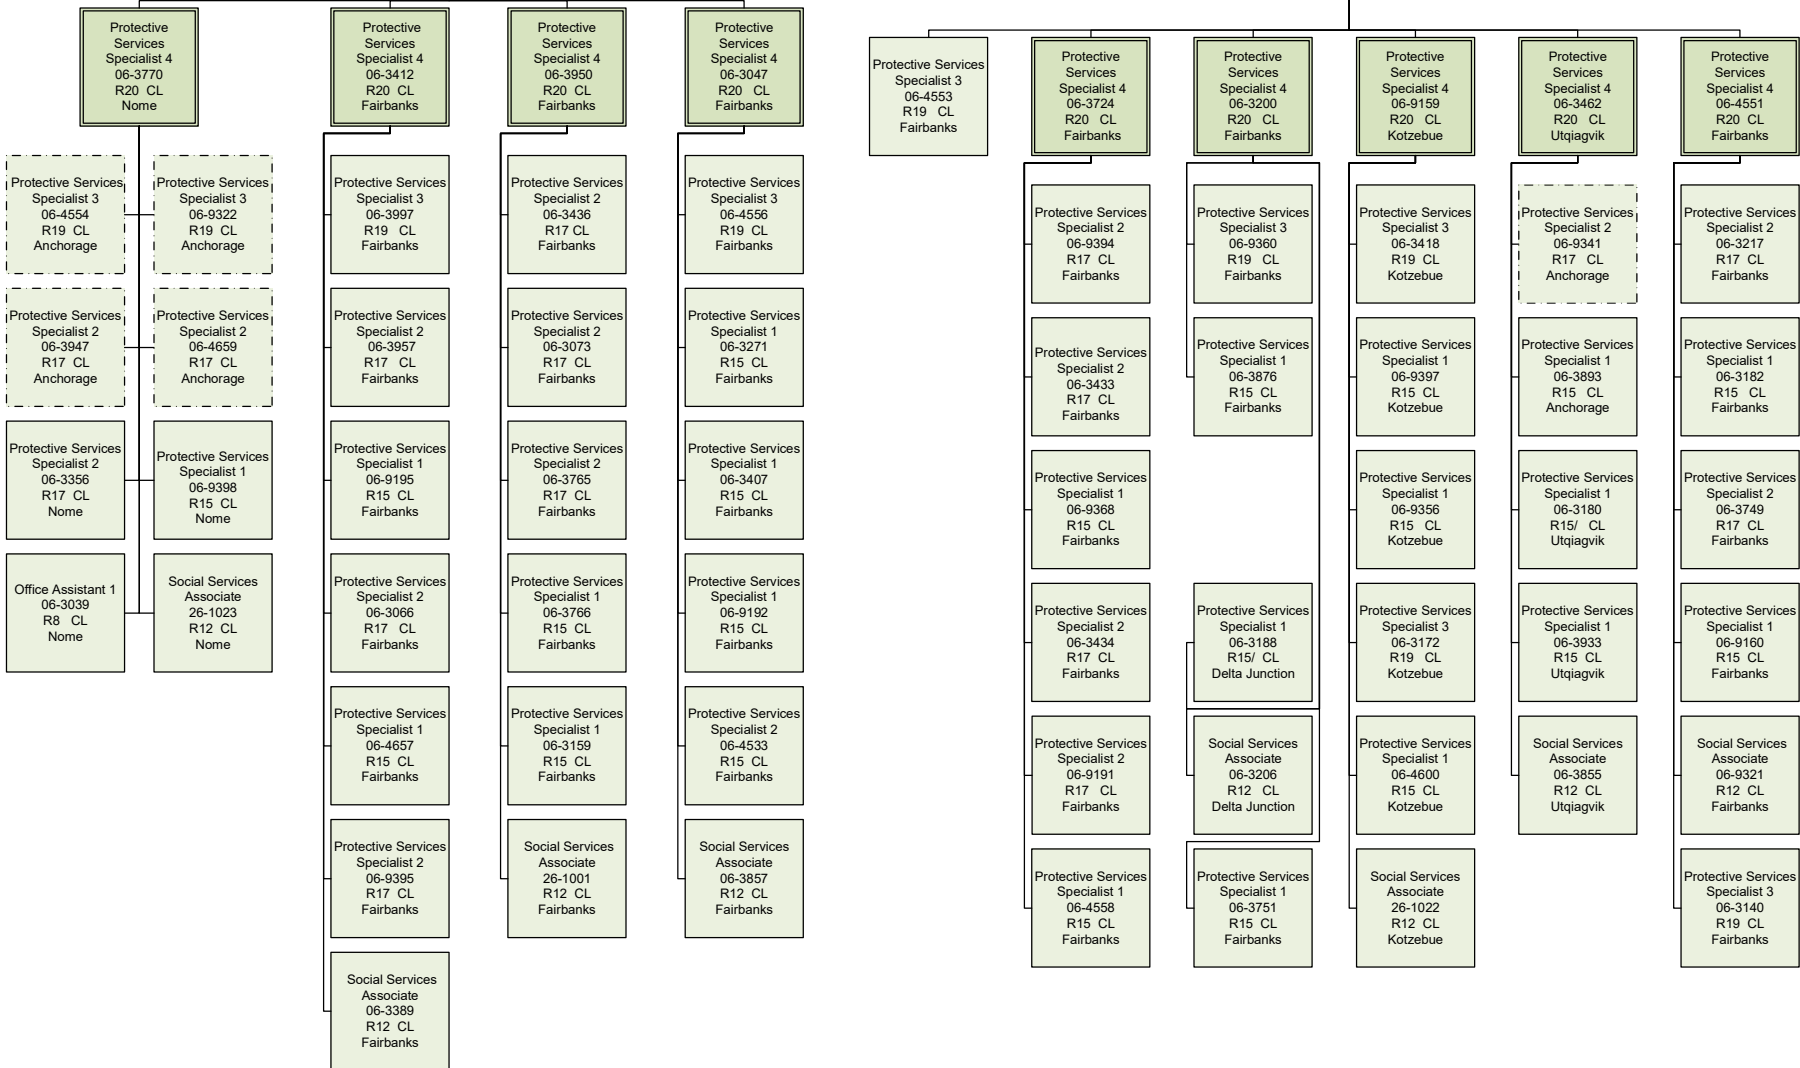 Protective
Services
Specialist 4
06-3770
R20 CL
Nome
Protective Services
Specialist 3
06-4554
R19 CL
Anchorage
Protective Services
Specialist 3
06-9322
R19 CL
Anchorage
Protective Services
Specialist 2
06-3947
R17 CL
Anchorage
Protective Services
Specialist 2
06-4659
R17 CL
Anchorage
Protective Services
Specialist 2
06-3356
R17 CL
Nome
Protective Services
Specialist 1
06-9398
R15 CL
Nome
Office Assistant 1
06-3039
R8 CL
Nome
Social Services
Associate
26-1023
R12 CL
Nome
Protective
Services
Specialist 4
06-3412
R20 CL
Fairbanks
Protective Services
Specialist 3
06-3997
R19 CL
Fairbanks
Protective Services
Specialist 2
06-3957
R17 CL
Fairbanks
Protective Services
Specialist 1
06-9195
R15 CL
Fairbanks
Protective Services
Specialist 2
06-3066
R17 CL
Fairbanks
Protective Services
Specialist 1
06-4657
R15 CL
Fairbanks
Protective Services
Specialist 2
06-9395
R17 CL
Fairbanks
Social Services
Associate
06-3389
R12 CL
Fairbanks
Protective
Services
Specialist 4
06-3950
R20 CL
Fairbanks
Protective Services
Specialist 2
06-3436
R17 CL
Fairbanks
Protective Services
Specialist 2
06-3073
R17 CL
Fairbanks
Protective Services
Specialist 2
06-3765
R17 CL
Fairbanks
Protective Services
Specialist 1
06-3766
R15 CL
Fairbanks
Protective Services
Specialist 1
06-3159
R15 CL
Fairbanks
Social Services
Associate
26-1001
R12 CL
Fairbanks
Protective
Services
Specialist 4
06-3047
R20 CL
Fairbanks
Protective Services
Specialist 3
06-4556
R19 CL
Fairbanks
Protective Services
Specialist 1
06-3271
R15 CL
Fairbanks
Protective Services
Specialist 1
06-3407
R15 CL
Fairbanks
Protective Services
Specialist 1
06-9192
R15 CL
Fairbanks
Protective Services
Specialist 2
06-4533
R15 CL
Fairbanks
Social Services
Associate
06-3857
R12 CL
Fairbanks
Protective Services
Specialist 3
06-4553
R19 CL
Fairbanks
Protective
Services
Specialist 4
06-3724
R20 CL
Fairbanks
Protective Services
Specialist 2
06-9394
R17 CL
Fairbanks
Protective Services
Specialist 2
06-3433
R17 CL
Fairbanks
Protective Services
Specialist 1
06-9368
R15 CL
Fairbanks
Protective Services
Specialist 2
06-3434
R17 CL
Fairbanks
Protective Services
Specialist 2
06-9191
R17 CL
Fairbanks
Protective Services
Specialist 1
06-4558
R15 CL
Fairbanks
Protective
Services
Specialist 4
06-3200
R20 CL
Fairbanks
Protective Services
Specialist 3
06-9360
R19 CL
Fairbanks
Protective Services
Specialist 1
06-3876
R15 CL
Fairbanks
Protective Services
Specialist 1
06-3188
R15/ CL
Delta Junction
Social Services
Associate
06-3206
R12 CL
Delta Junction
Protective Services
Specialist 1
06-3751
R15 CL
Fairbanks
Protective
Services
Specialist 4
06-9159
R20 CL
Kotzebue
Protective Services
Specialist 3
06-3418
R19 CL
Kotzebue
Protective Services
Specialist 1
06-9397
R15 CL
Kotzebue
Protective Services
Specialist 1
06-9356
R15 CL
Kotzebue
Protective Services
Specialist 3
06-3172
R19 CL
Kotzebue
Protective Services
Specialist 1
06-4600
R15 CL
Kotzebue
Social Services
Associate
26-1022
R12 CL
Kotzebue
Protective
Services
Specialist 4
06-3462
R20 CL
Utqiagvik
Protective Services
Specialist 2
06-9341
R17 CL
Anchorage
Protective Services
Specialist 1
06-3893
R15 CL
Anchorage
Protective Services
Specialist 1
06-3180
R15/ CL
Utqiagvik
Protective Services
Specialist 1
06-3933
R15 CL
Utqiagvik
Social Services
Associate
06-3855
R12 CL
Utqiagvik
Protective
Services
Specialist 4
06-4551
R20 CL
Fairbanks
Protective Services
Specialist 2
06-3217
R17 CL
Fairbanks
Protective Services
Specialist 1
06-3182
R15 CL
Fairbanks
Protective Services
Specialist 2
06-3749
R17 CL
Fairbanks
Protective Services
Specialist 1
06-9160
R15 CL
Fairbanks
Social Services
Associate
06-9321
R12 CL
Fairbanks
Protective Services
Specialist 3
06-3140
R19 CL
Fairbanks